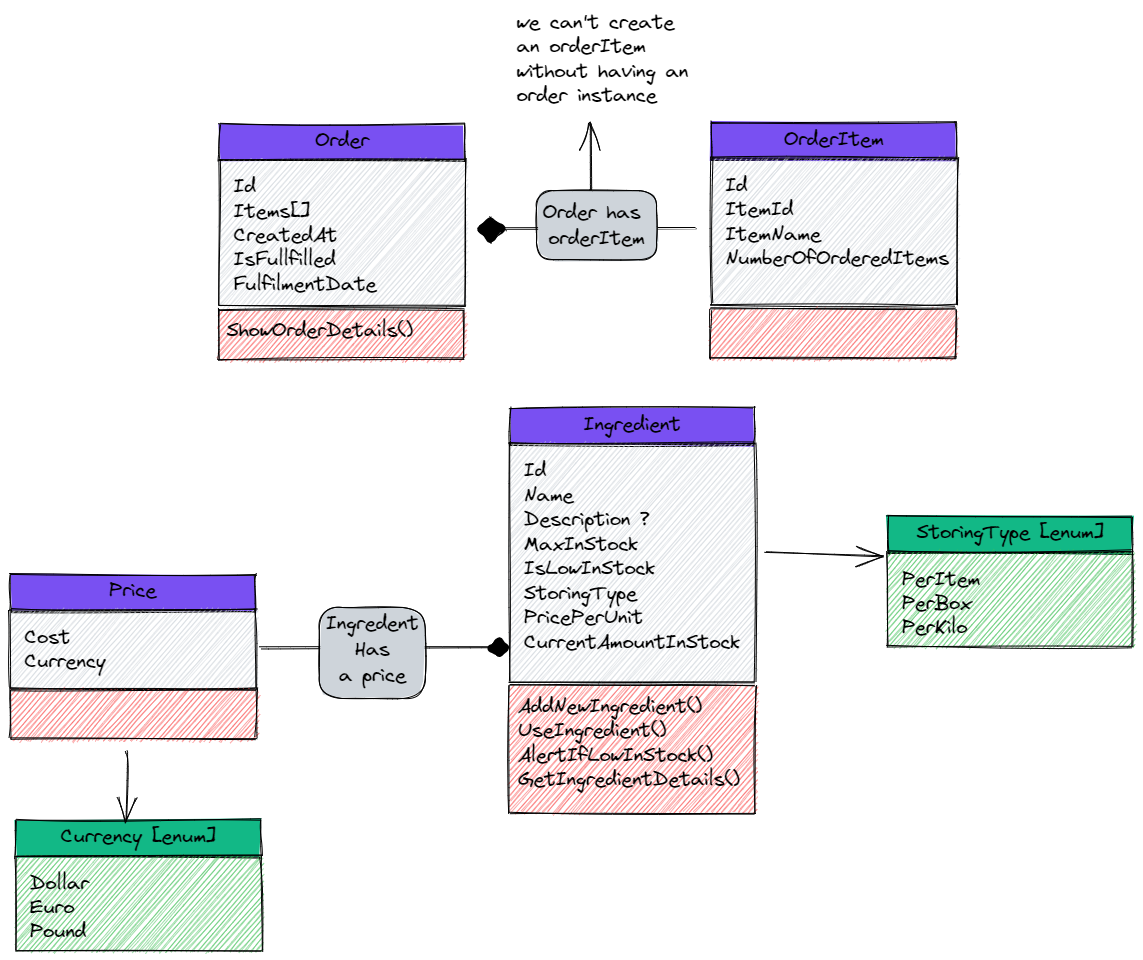 we can't create
an orderItem
without having an
order instance
Order
Id
Items[]
CreatedAt
IsFullfilled
FulfilmentDate
ShowOrderDetails()
Order has
orderItem
OrderItem
Id
ItemId
ItemName
NumberOfOrderedItems
Ingredient
Id
Name
Description ?
MaxInStock
IsLowInStock
StoringType
PricePerUnit
CurrentAmountInStock
AddNewIngredient()
UseIngredient()
AlertIfLowInStock()
GetIngredientDetails()
StoringType [enum]
PerItem
PerBox
PerKilo
Price
Cost
Currency
Ingredent
Has
a price
Currency [enum]
Dollar
Euro
Pound